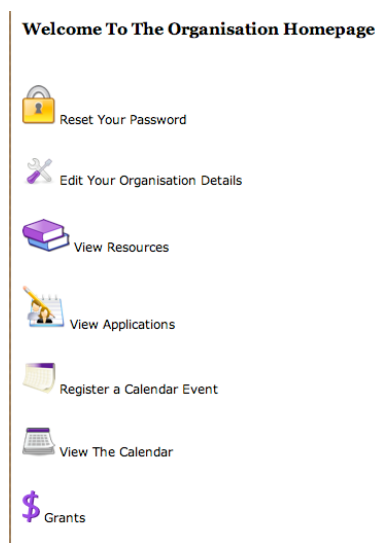 Welcome To The Organisation Homepage
Reset Your Password
Edit Your Organisation Details
View Resources
View Applications
Register a Calendar Event
View The Calendar
$ Grants